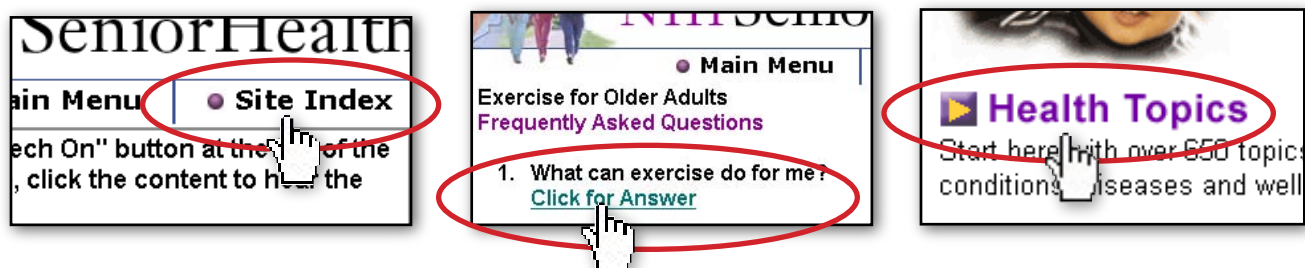 SeniorHealth
ain Menu Site Index
ech On" button at the of the
, click the content to hear the
NIHSenio
Main Menu
Exercise for Older Adults
Frequently Asked Questions
1. What can exercise do for me?
Click for Answer
Health Topics
Start here with over 650 topics
conditions, diseases and well